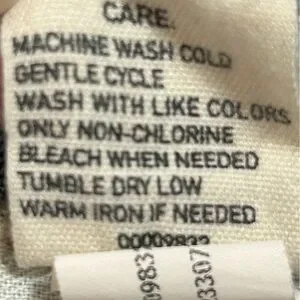 CARE.
MACHINE WASH COLD
GENTLE CYCLE
WASH WITH LIKE COLORS
ONLY NON-CHLORINE
BLEACH WHEN NEEDED
TUMBLE DRY LOW
WARM IRON IF NEEDED